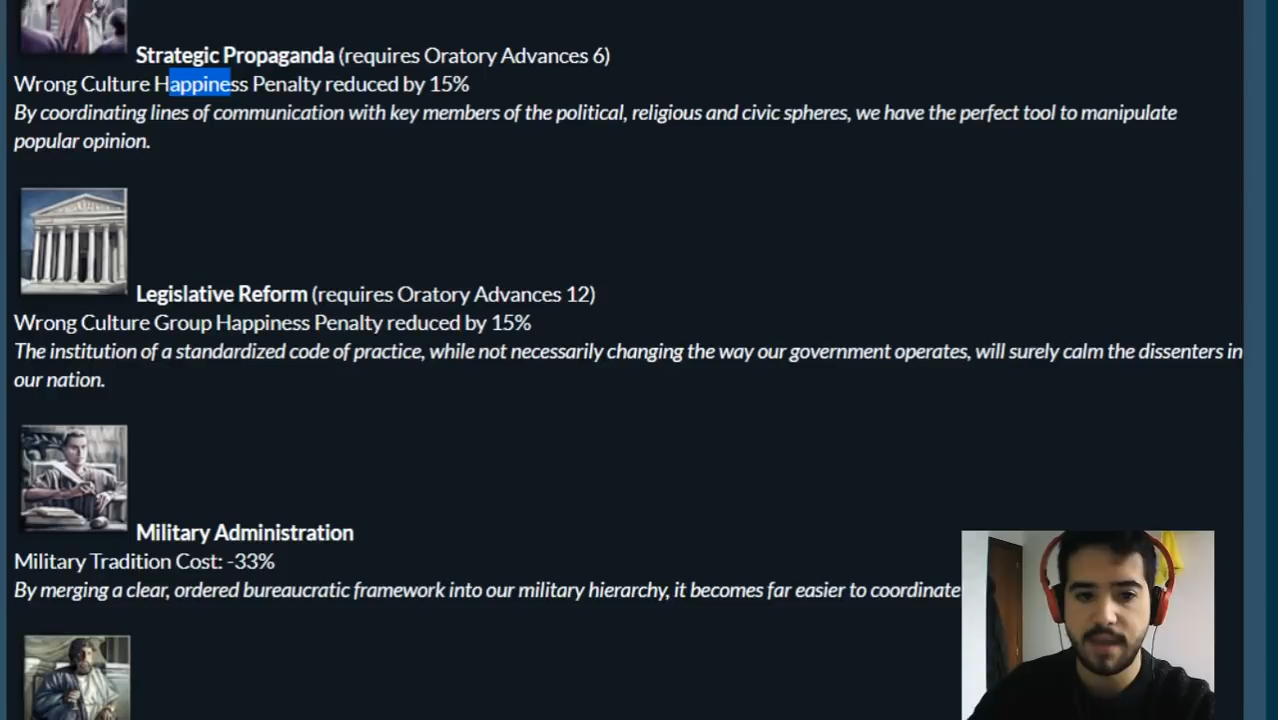 Strategic Propaganda (requires Oratory Advances 6)
Wrong Culture Happiness Penalty reduced by 15%
By coordinating lines of communication with key members of the political, religious and civic spheres, we have the perfect tool to manipulate
popular opinion.
Legislative Reform (requires Oratory Advances 12)
Wrong Culture Group Happiness Penalty reduced by 15%
The institution of a standardized code of practice, while not necessarily changing the way our government operates, will surely calm the dissenters in
our nation.
Military Administration
Military Tradition Cost: -33%
By merging a clear, ordered bureaucratic framework into our military hierarchy, it becomes far easier to coordinate